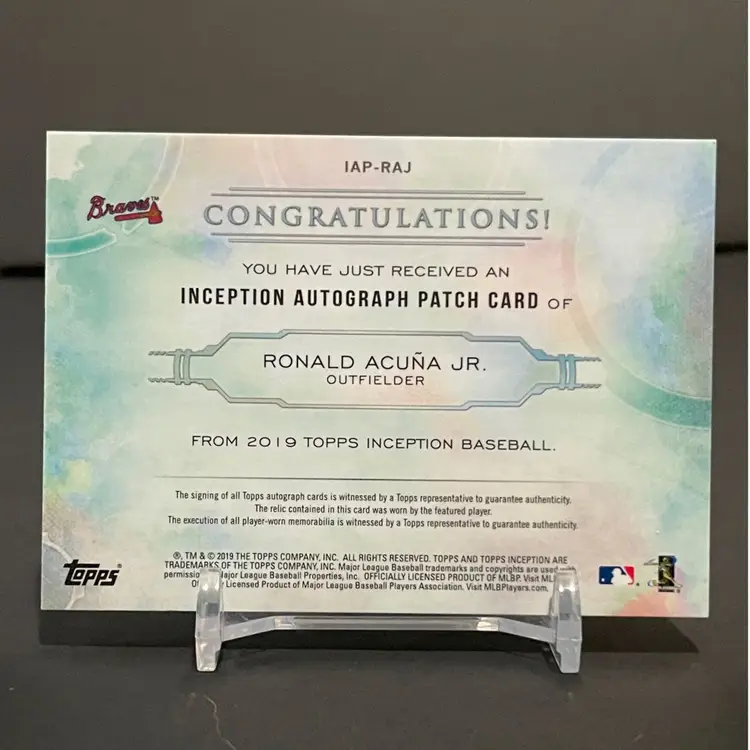 IAP-RAJ
Braves™
CONGRATULATIONS!
YOU HAVE JUST RECEIVED AN
INCEPTION AUTOGRAPH PATCH CARD OF
RONALD ACUÑA JR.
OUTFIELDER
FROM 2019 TOPPS INCEPTION BASEBALL.
The signing of all Topps autograph cards is witnessed by a Topps representative to guarantee authenticity.
The relic contained in this card was worn by the featured player.
The execution of all player-worn memorabilia is witnessed by a Topps representative to guarantee authenticity.
®, TM & © 2019 THE TOPPS COMPANY, INC. ALL RIGHTS RESERVED. TOPPS AND TOPPS INCEPTION ARE
TRADEMARKS OF THE TOPPS COMPANY, INC. Major League Baseball trademarks and copyrights are used
Major League Baseball Properties, Inc. OFFICIALLY LICENSED PRODUCT OF MLBP. Visit
Licensed Product of Major League Baseball Players Association. Visit MLBPlayers.com.
TOPPS®